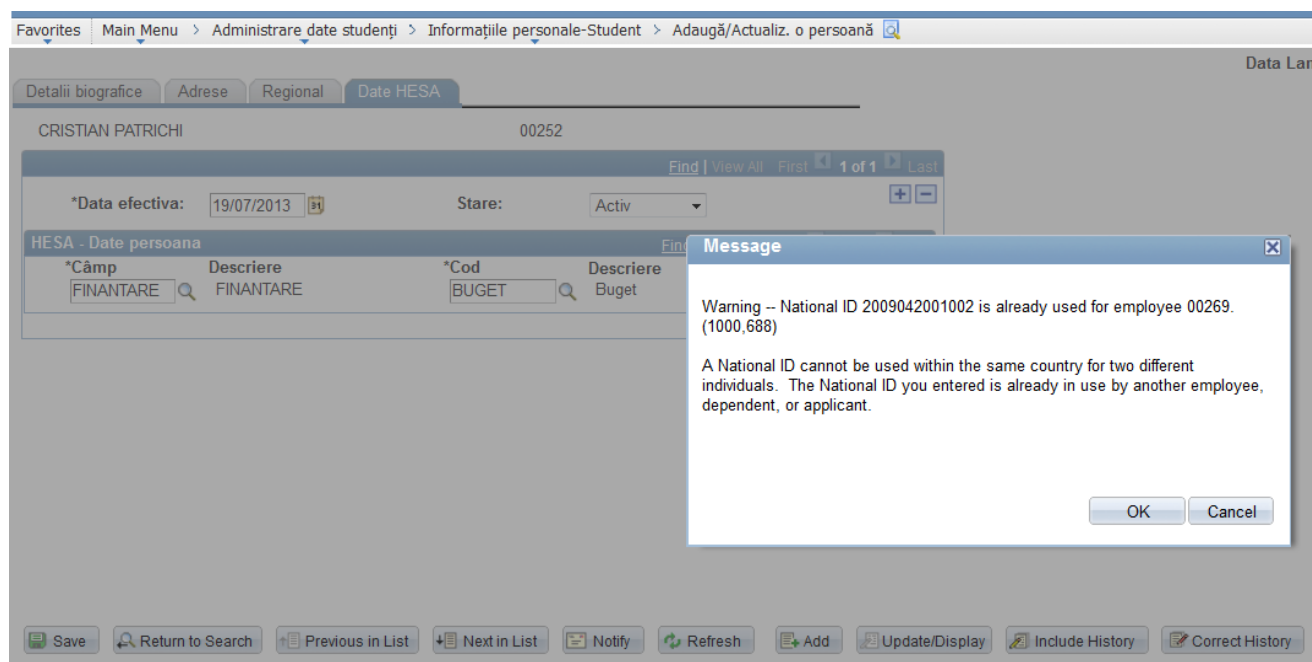 Favorites Main Menu > Administrare date studenți > Informațiile personale-Student > Adaugă/Actualiz. o persoană
Data Lan
Detalii biografice Adrese Regional Date HESA
CRISTIAN PATRICHI 00252
Find | View All First 1 of 1 Last
*Data efectiva: 19/07/2013 31 Stare: Activ
HESA - Date persoana Find
*Câmp Descriere *Cod Descriere
FINANTARE FINANTARE BUGET Buget
Message
Warning -- National ID 2009042001002 is already used for employee 00269.
(1000,688)
A National ID cannot be used within the same country for two different
individuals. The National ID you entered is already in use by another employee,
dependent, or applicant.
OK Cancel
Save Return to Search Previous in List Next in List Notify Refresh Add Update/Display Include History Correct History